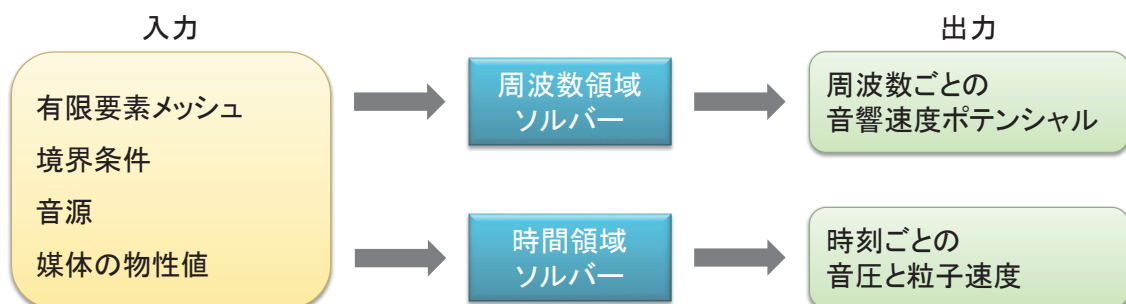 入力
有限要素メッシュ
境界条件
音源
媒体の物性値
周波数領域
ソルバー
時間領域
ソルバー
出力
周波数ごとの
音響速度ポテンシャル
時刻ごとの
音圧と粒子速度